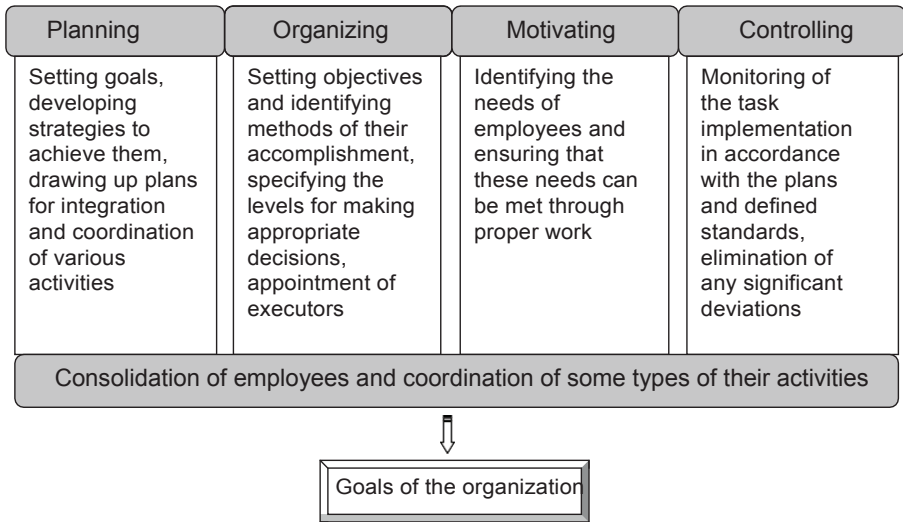 Planning
Setting goals,
developing
strategies to
achieve them,
drawing up plans
for integration
and coordination
of various
activities
Organizing
Setting objectives
and identifying
methods of their
accomplishment,
specifying the
levels for making
appropriate
decisions,
appointment of
executors
Motivating
Identifying the
needs of
employees and
ensuring that
these needs can
be met through
proper work
Controlling
Monitoring of
the task
implementation
in accordance
with the plans
and defined
standards,
elimination of
any significant
deviations
Consolidation of employees and coordination of some types of their activities
Goals of the organization